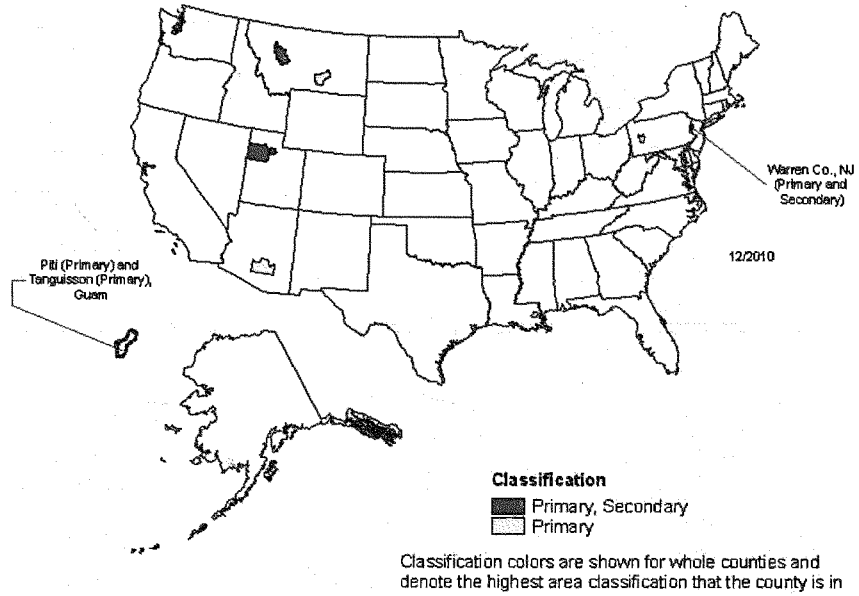 Warren Co., NJ
(Primary and
Secondary)
12/2010
Piti (Primary) and
Tanguisson (Primary),
Guam
Classification
Primary, Secondary
Primary
Classification colors are shown for whole counties and
denote the highest area classification that the county is in